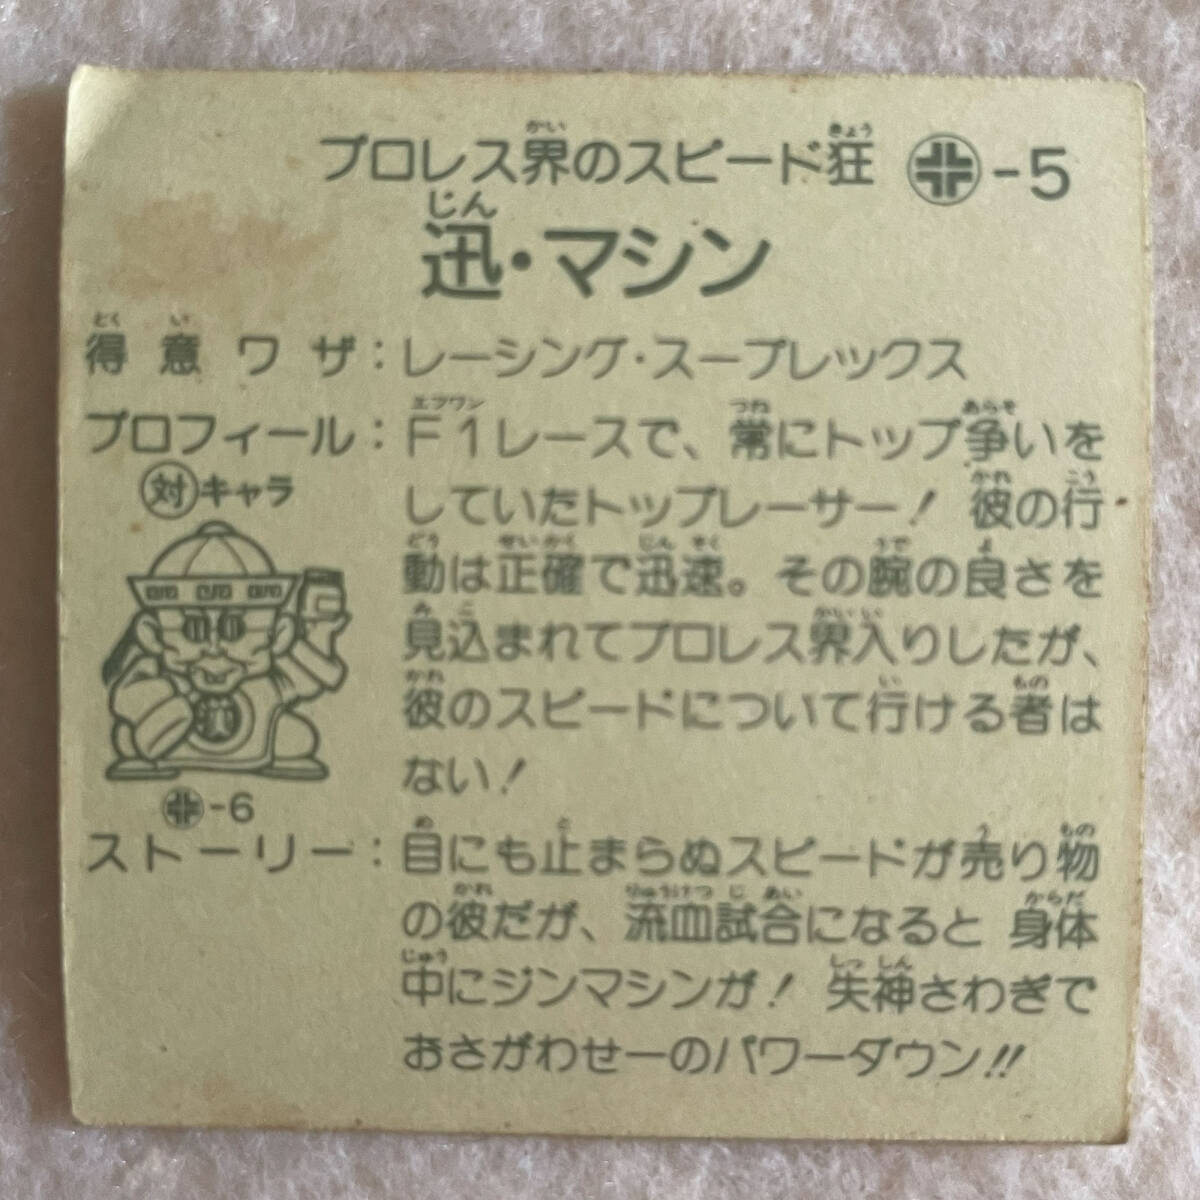 プロレス界のスピード狂 -5
迅・マシン
得意ワザ：レーシング・スープレックス
プロフィール：F1レースで、常にトップ争いを
していたトップレーサー！ 彼の行
動は正確で迅速。その腕の良さを
見込まれてプロレス界入りしたが、
彼のスピードについて行ける者は
ない！
対キャラ
-6
ストーリー：目にも止まらぬスピードが売り物
の彼だが、流血試合になると身体
中にジンマシンが！ 失神さわぎで
おさがわせーのパワーダウン!!